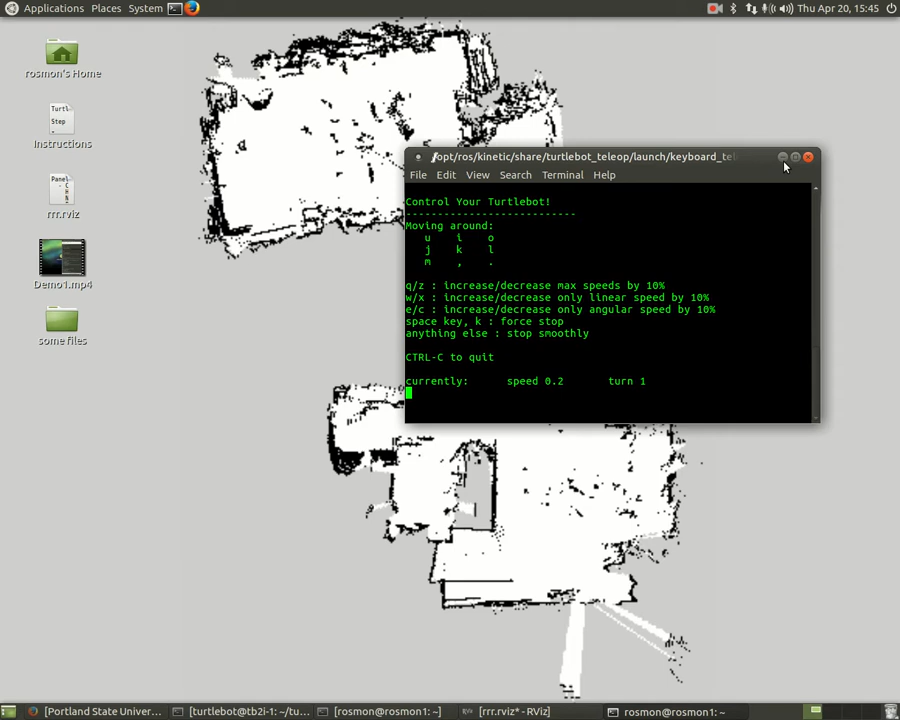 Applications Places System
Thu Apr 20, 15:45
rosmon's Home
Turtl
Step
Instructions
Panel
rrr.rviz
Demo1.mp4
some files
/opt/ros/kinetic/share/turtlebot_teleop/launch/keyboard_tele
File Edit View Search Terminal Help
Control Your Turtlebot!
---------------------------
Moving around:
u i o
j k l
m , .
q/z : increase/decrease max speeds by 10%
w/x : increase/decrease only linear speed by 10%
e/c : increase/decrease only angular speed by 10%
space key, k : force stop
anything else : stop smoothly
CTRL-C to quit
currently: speed 0.2 turn 1
[Portland State Univer... [turtlebot@tb2i-1: ~/tu... [rosmon@rosmon1: ~] [rrr.rviz* - RViz] rosmon@rosmon1: ~